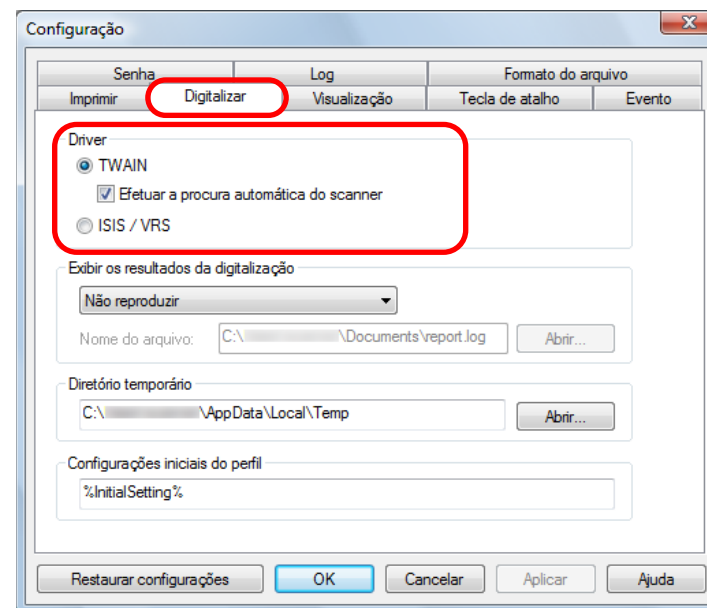 Configuração
Senha Log Formato do arquivo
Imprimir Digitalizar Visualização Tecla de atalho Evento
Driver
TWAIN
Efetuar a procura automática do scanner
ISIS / VRS
Exibir os resultados da digitalização
Não reproduzir
Nome do arquivo: C:\ \Documents\report.log Abrir...
Diretório temporário
C:\ \AppData\Local\Temp Abrir...
Configurações iniciais do perfil
%InitialSetting%
Restaurar configurações OK Cancelar Aplicar Ajuda